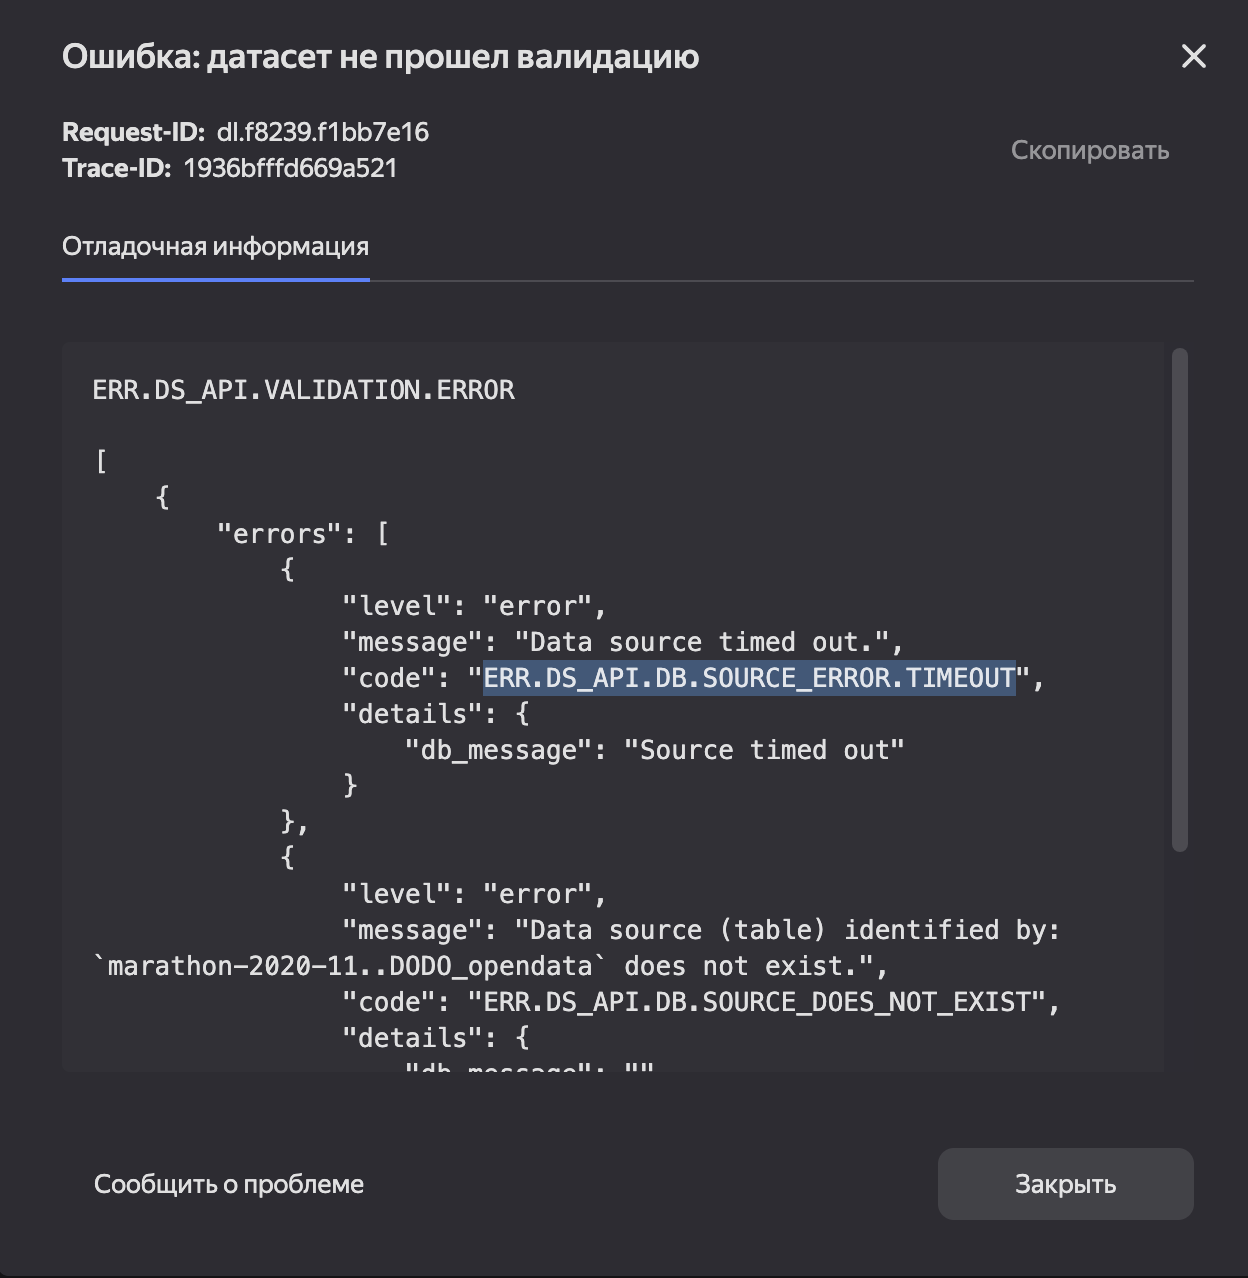 Ошибка: датасет не прошел валидацию
Request-ID: dl.f8239.f1bb7e16
Trace-ID: 1936bfffd669a521
Скопировать
Отладочная информация
ERR.DS_API.VALIDATION.ERROR
[
{
"errors": [
{
"level": "error",
"message": "Data source timed out.",
"code": "ERR.DS_API.DB.SOURCE_ERROR.TIMEOUT",
"details": {
"db_message": "Source timed out"
}
},
{
"level": "error",
"message": "Data source (table) identified by:
`marathon-2020-11..DODO_opendata` does not exist.",
"code": "ERR.DS_API.DB.SOURCE_DOES_NOT_EXIST",
"details": {
"db_message": ""
Сообщить о проблеме
Закрыть